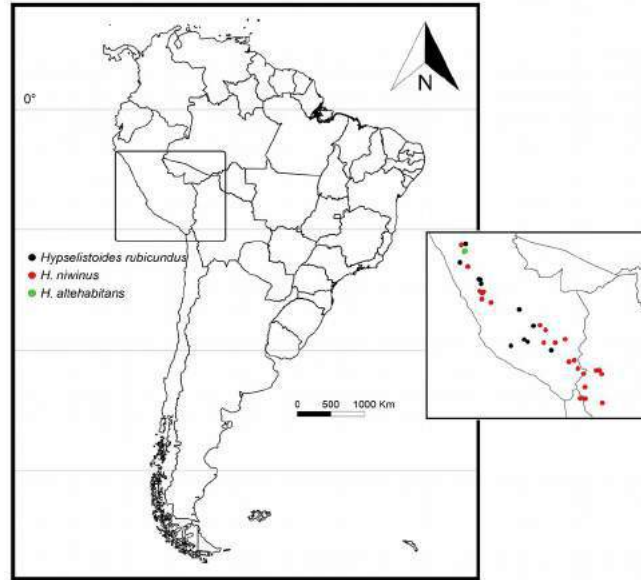 N
0°
Hypselistoides rubicundus
H. niwinus
H. altehabitans
0 500 1000 Km